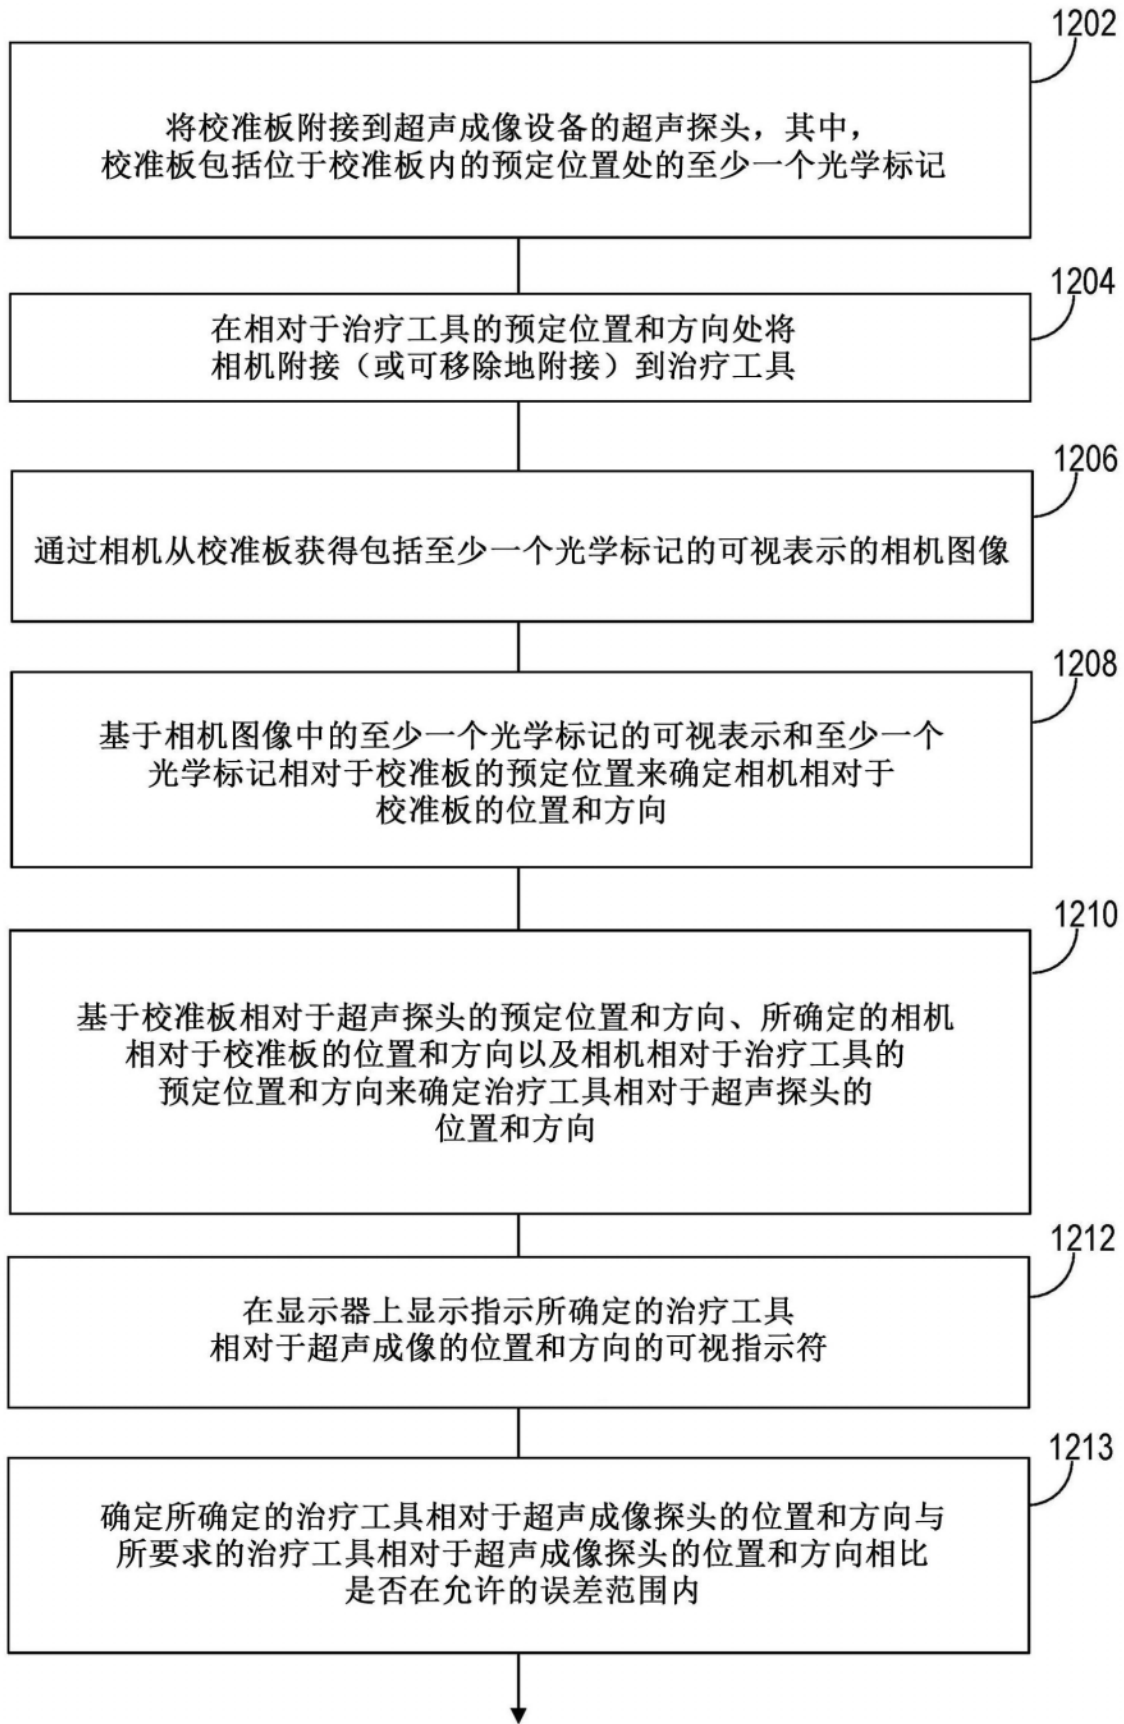 1202
将校准板附接到超声成像设备的超声探头，其中，
校准板包括位于校准板内的预定位置处的至少一个光学标记
1204
在相对于治疗工具的预定位置和方向处将
相机附接（或可移除地附接）到治疗工具
1206
通过相机从校准板获得包括至少一个光学标记的可视表示的相机图像
1208
基于相机图像中的至少一个光学标记的可视表示和至少一个
光学标记相对于校准板的预定位置来确定相机相对于
校准板的位置和方向
1210
基于校准板相对于超声探头的预定位置和方向、所确定的相机
相对于校准板的位置和方向以及相机相对于治疗工具的
预定位置和方向来确定治疗工具相对于超声探头的
位置和方向
1212
在显示器上显示指示所确定的治疗工具
相对于超声成像的位置和方向的可视指示符
1213
确定所确定的治疗工具相对于超声成像探头的位置和方向与
所要求的治疗工具相对于超声成像探头的位置和方向相比
是否在允许的误差范围内